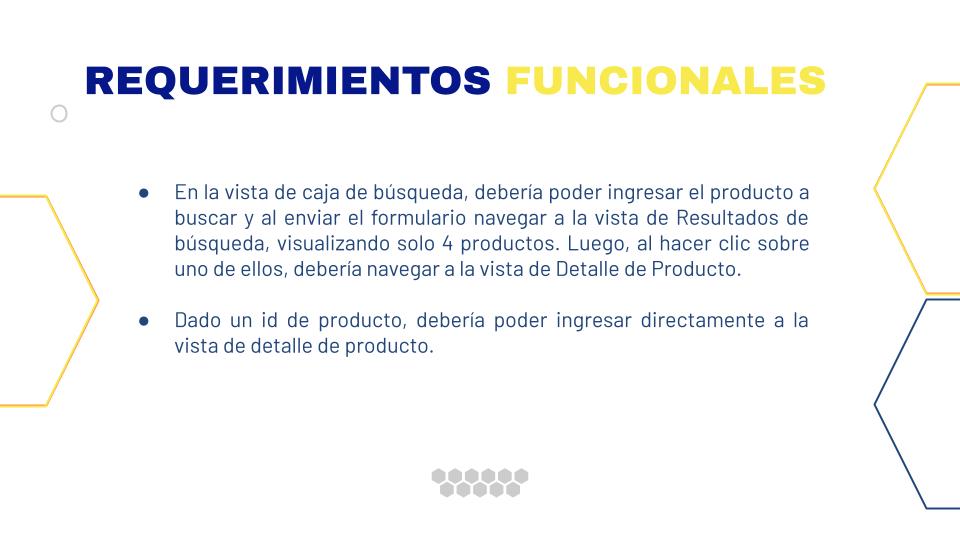 REQUERIMIENTOS FUNCIONALES
● En la vista de caja de búsqueda, debería poder ingresar el producto a
buscar y al enviar el formulario navegar a la vista de Resultados de
búsqueda, visualizando solo 4 productos. Luego, al hacer clic sobre
uno de ellos, debería navegar a la vista de Detalle de Producto.
● Dado un id de producto, debería poder ingresar directamente a la
vista de detalle de producto.